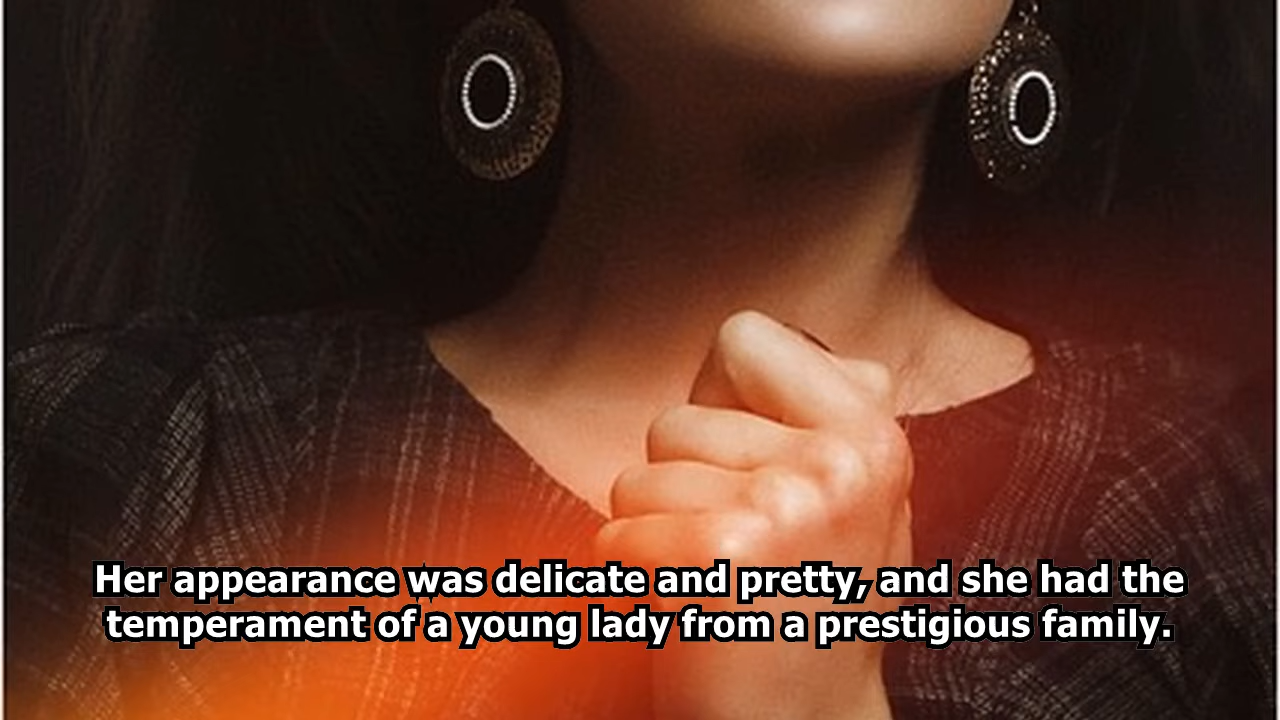 Her appearance was delicate and pretty, and she had the
temperament of a young lady from a prestigious family.